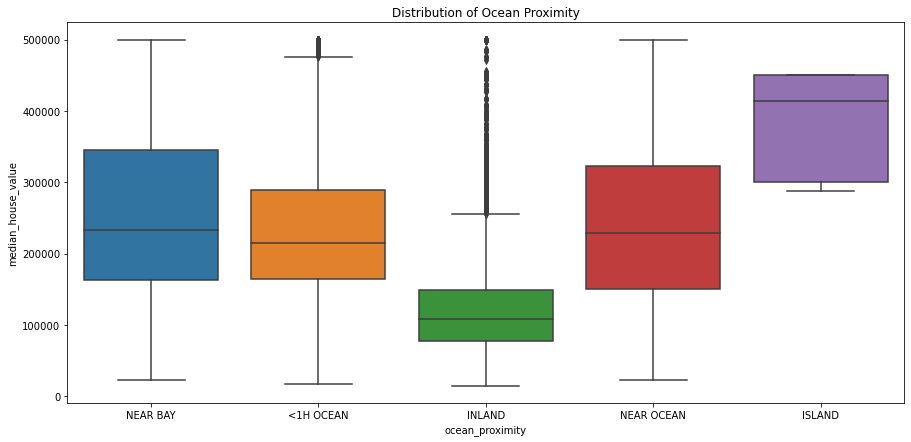 Distribution of Ocean Proximity
500000
400000
300000
200000
100000
0
median_house_value
NEAR BAY
<1H OCEAN
INLAND
NEAR OCEAN
ISLAND
ocean_proximity